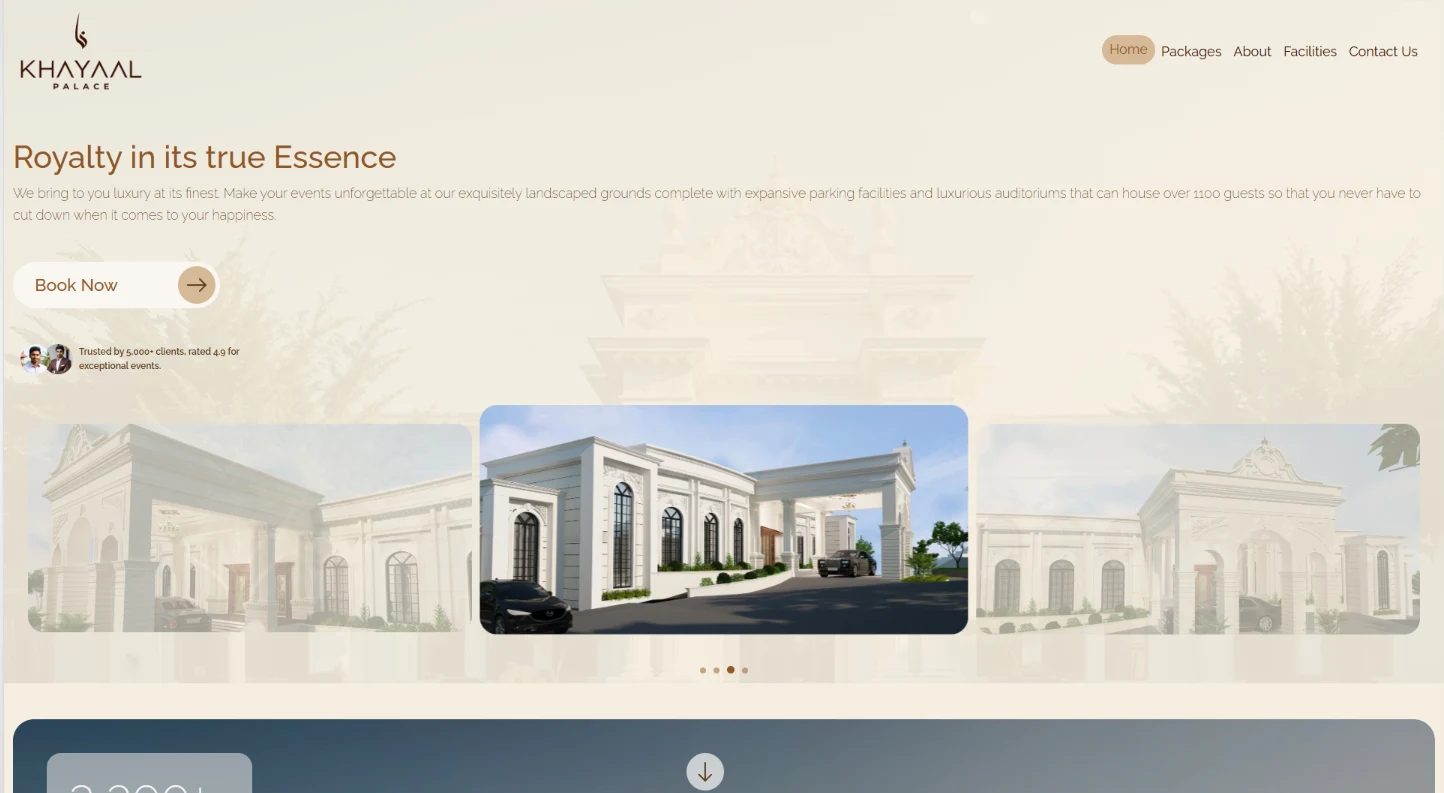 KHAYAAL
PALACE
Home Packages About Facilities Contact Us
Royalty in its true Essence
We bring to you luxury at its finest. Make your events unforgettable at our exquisitely landscaped grounds complete with expansive parking facilities and luxurious auditoriums that can house over 1100 guests so that you never have to
cut down when it comes to your happiness.
Book Now
Trusted by 5,000+ clients, rated 4.9 for
exceptional events.